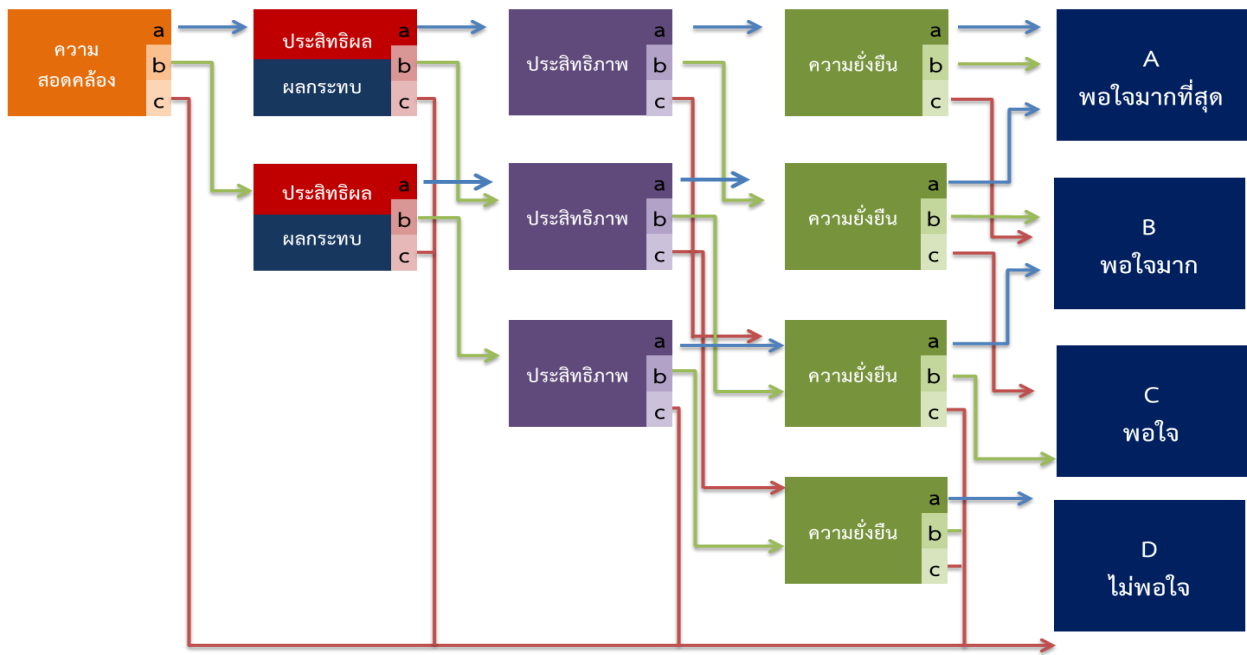 ความ
สอดคล้อง
a
b
c
ประสิทธิผล
ผลกระทบ
a
b
c
ประสิทธิผล
ผลกระทบ
a
b
c
ประสิทธิภาพ
a
b
c
ประสิทธิภาพ
a
b
c
ประสิทธิภาพ
a
b
c
ความยั่งยืน
a
b
c
ความยั่งยืน
a
b
c
ความยั่งยืน
a
b
c
ความยั่งยืน
a
b
c
A
พอใจมากที่สุด
B
พอใจมาก
C
พอใจ
D
ไม่พอใจ